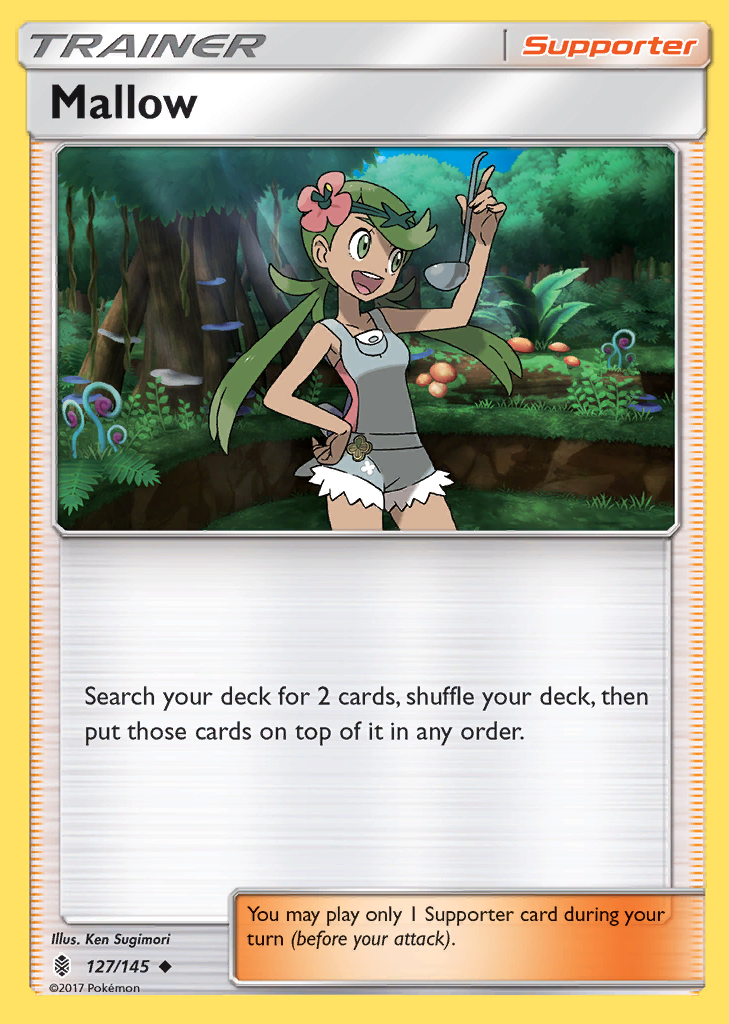 TRAINER
Supporter
Mallow
Search your deck for 2 cards, shuffle your deck, then
put those cards on top of it in any order.
You may play only 1 Supporter card during your
turn (before your attack).
Illus. Ken Sugimori
127/145 ◆
©2017 Pokémon